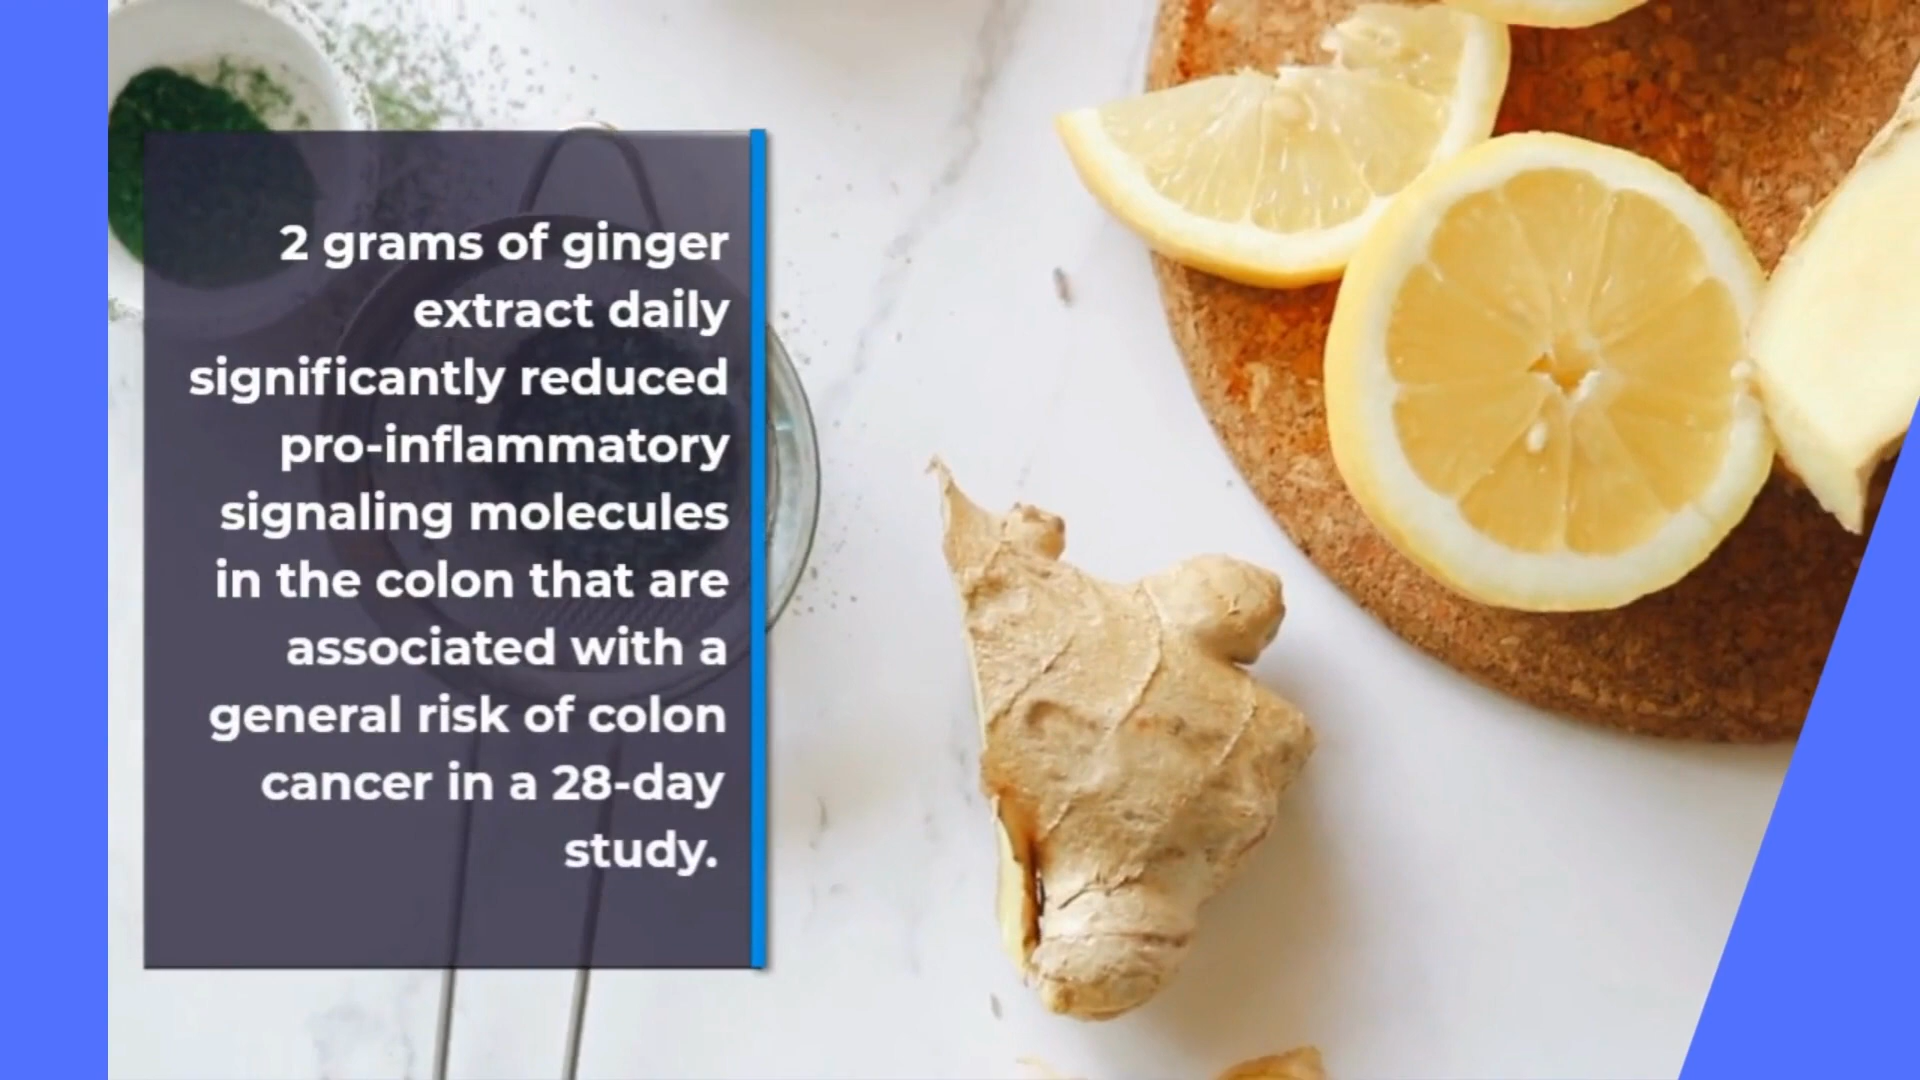 2 grams of ginger
extract daily
significantly reduced
pro-inflammatory
signaling molecules
in the colon that are
associated with a
general risk of colon
cancer in a 28-day
study.